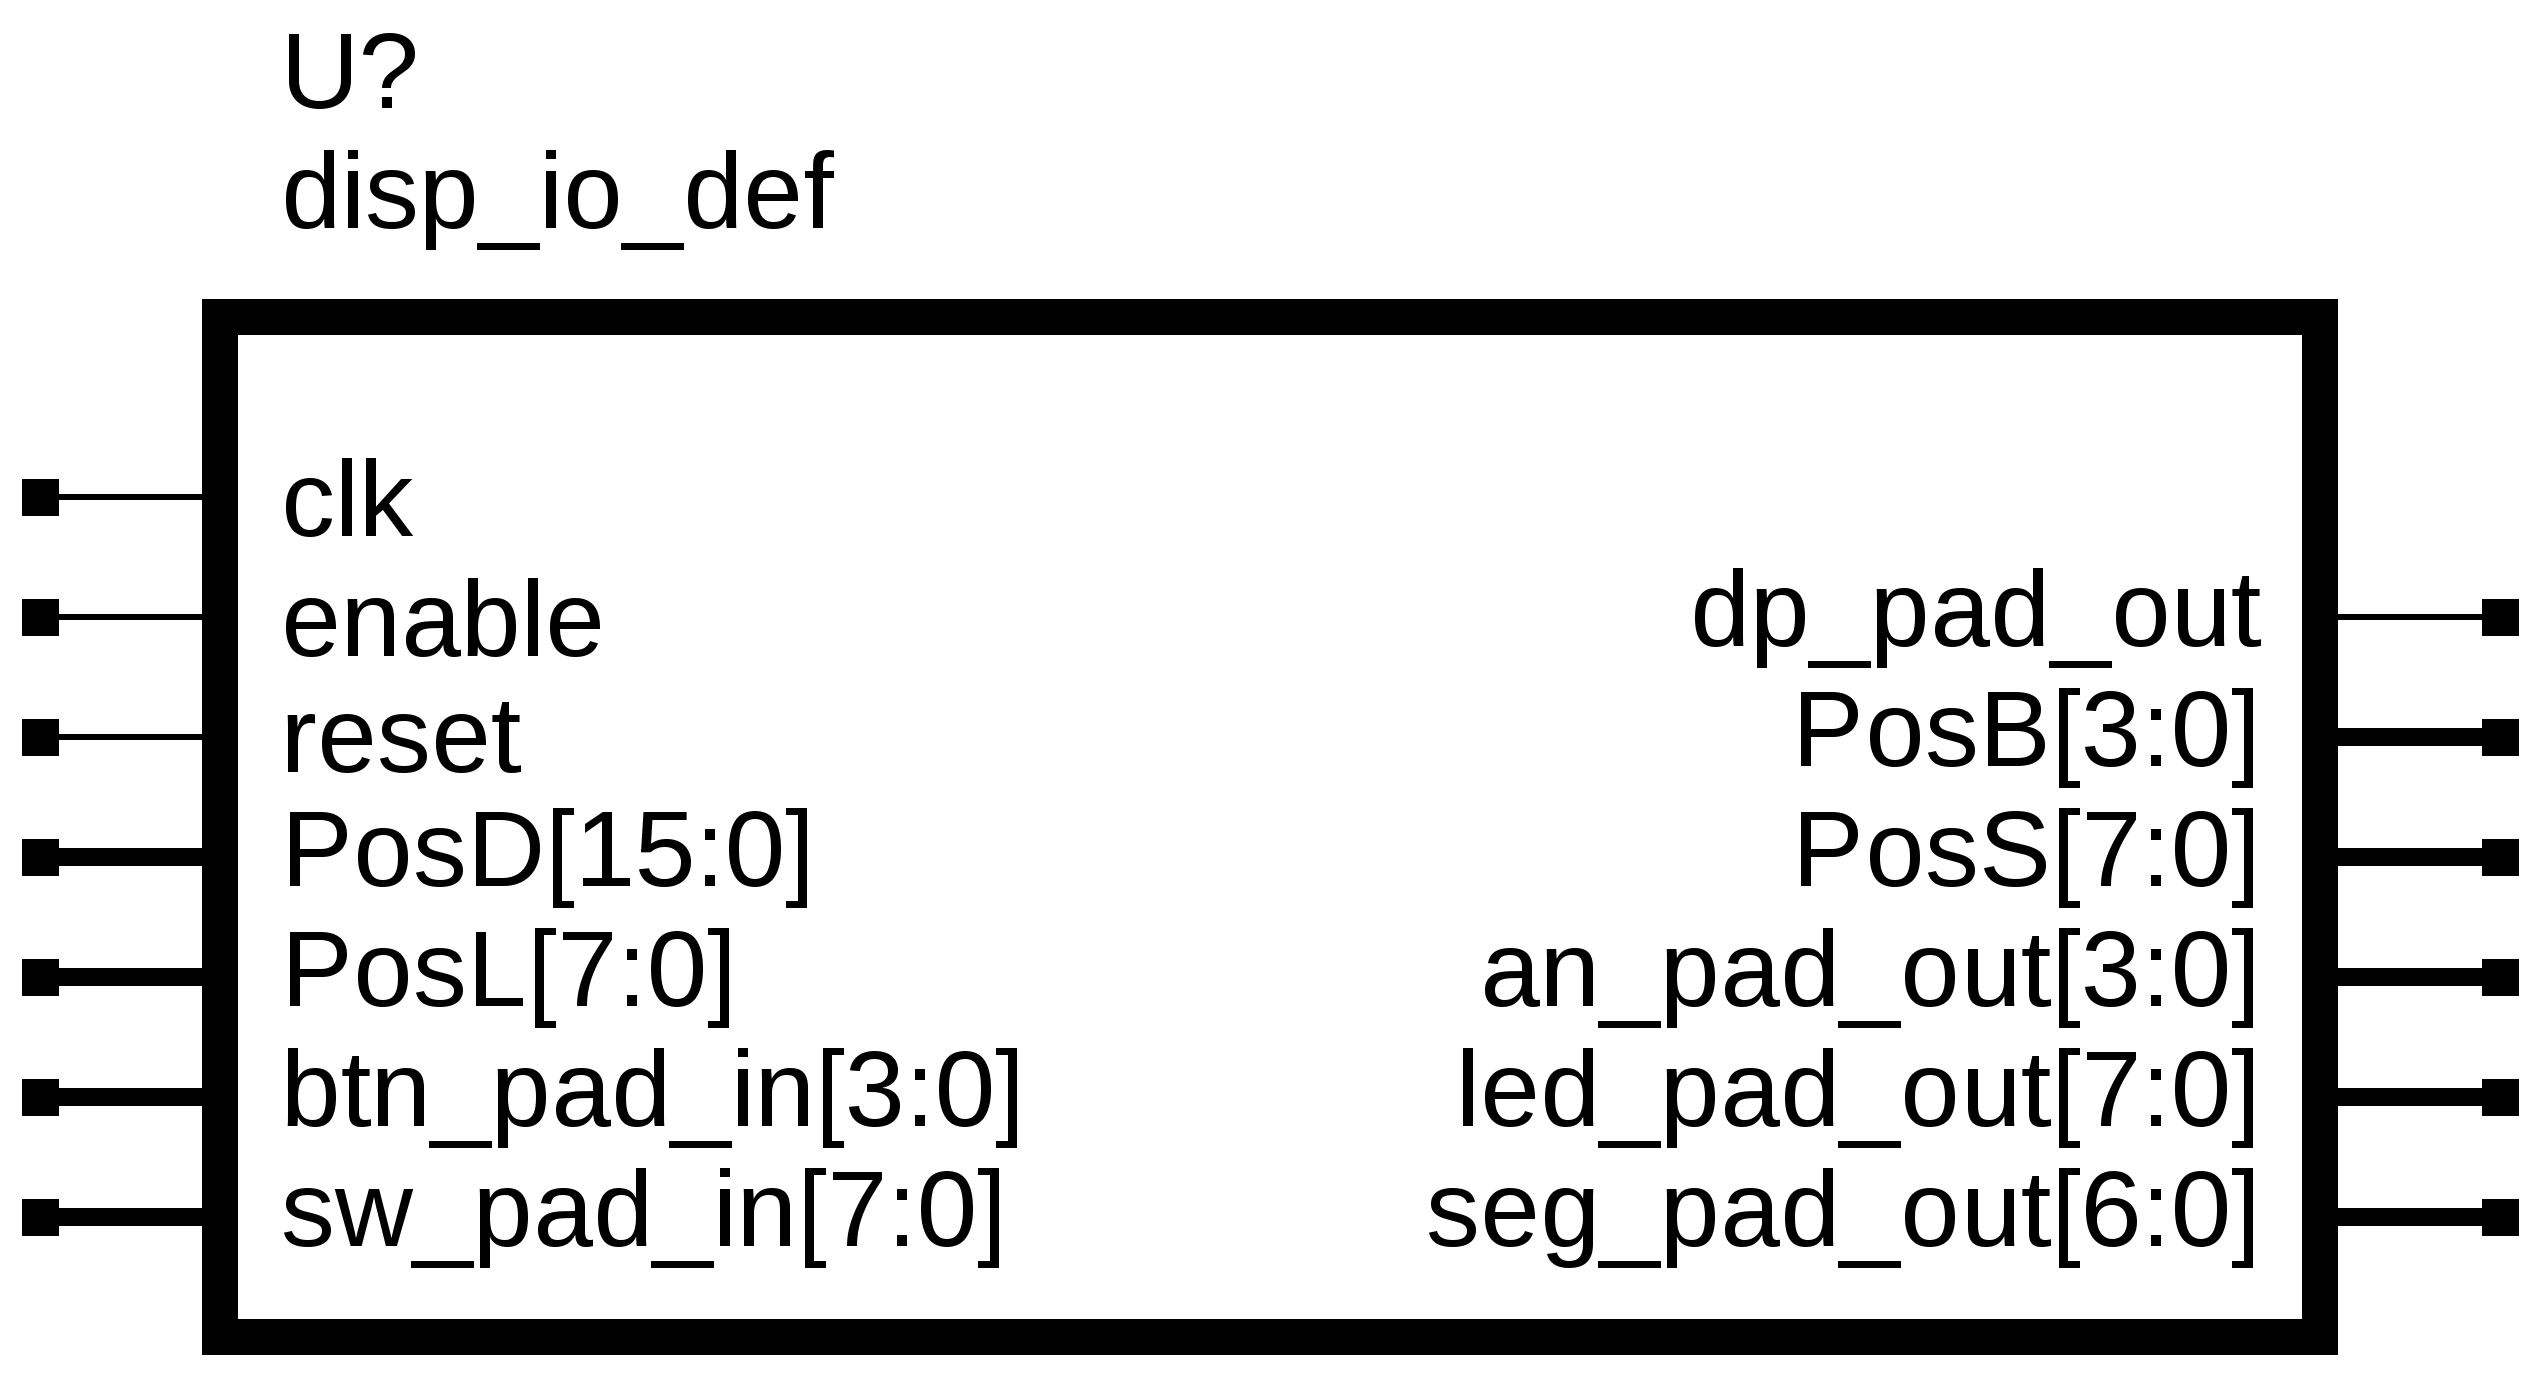 U?
disp_io_def
clk
enable
reset
PosD[15:0]
PosL[7:0]
btn_pad_in[3:0]
sw_pad_in[7:0]
dp_pad_out
PosB[3:0]
PosS[7:0]
an_pad_out[3:0]
led_pad_out[7:0]
seg_pad_out[6:0]